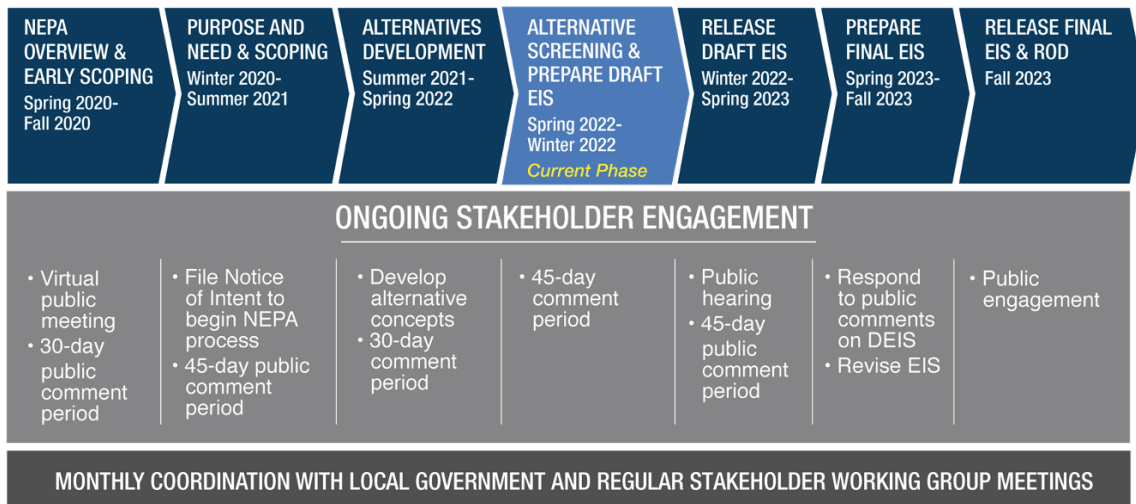 NEPA
OVERVIEW &
EARLY SCOPING
Spring 2020-
Fall 2020
PURPOSE AND
NEED & SCOPING
Winter 2020-
Summer 2021
ALTERNATIVES
DEVELOPMENT
Summer 2021-
Spring 2022
ALTERNATIVE
SCREENING &
PREPARE DRAFT
EIS
Spring 2022-
Winter 2022
Current Phase
RELEASE
DRAFT EIS
Winter 2022-
Spring 2023
PREPARE
FINAL EIS
Spring 2023-
Fall 2023
RELEASE FINAL
EIS & ROD
Fall 2023
ONGOING STAKEHOLDER ENGAGEMENT
• Virtual
public
meeting
• 30-day
public
comment
period
• File Notice
of Intent to
begin NEPA
process
• 45-day public
comment
period
• Develop
alternative
concepts
• 30-day
comment
period
• 45-day
comment
period
• Public
hearing
• 45-day
public
comment
period
• Respond
to public
comments
on DEIS
• Revise EIS
• Public
engagement
MONTHLY COORDINATION WITH LOCAL GOVERNMENT AND REGULAR STAKEHOLDER WORKING GROUP MEETINGS